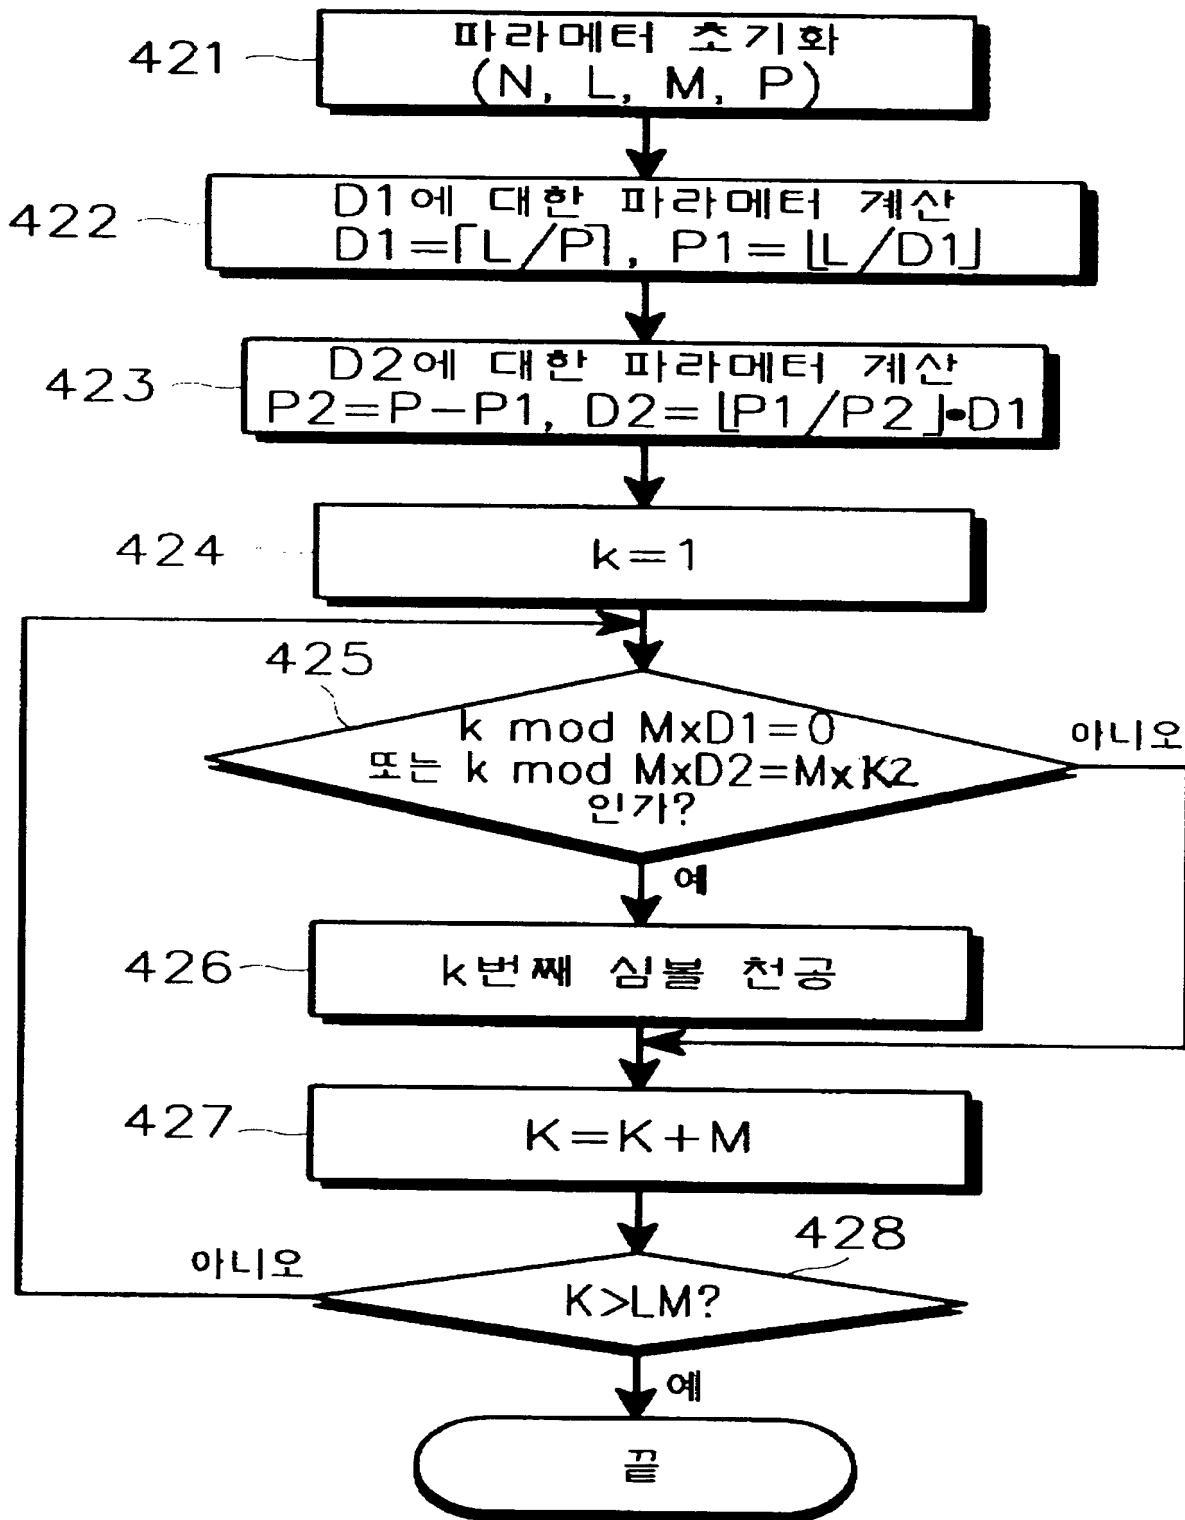 421
파라메터 초기화
(N, L, M, P)
422
D1에 대한 파라메터 계산
D1=⌈L/P⌉, P1=⌊L/D1⌋
423
D2에 대한 파라메터 계산
P2=P-P1, D2=⌊P1/P2⌋•D1
424
k=1
425
k mod MxD1=0
또는 k mod MxD2=MxK2
인가?
아니오
예
426
k번째 심볼 천공
427
K=K+M
428
아니오
K>LM?
예
끝